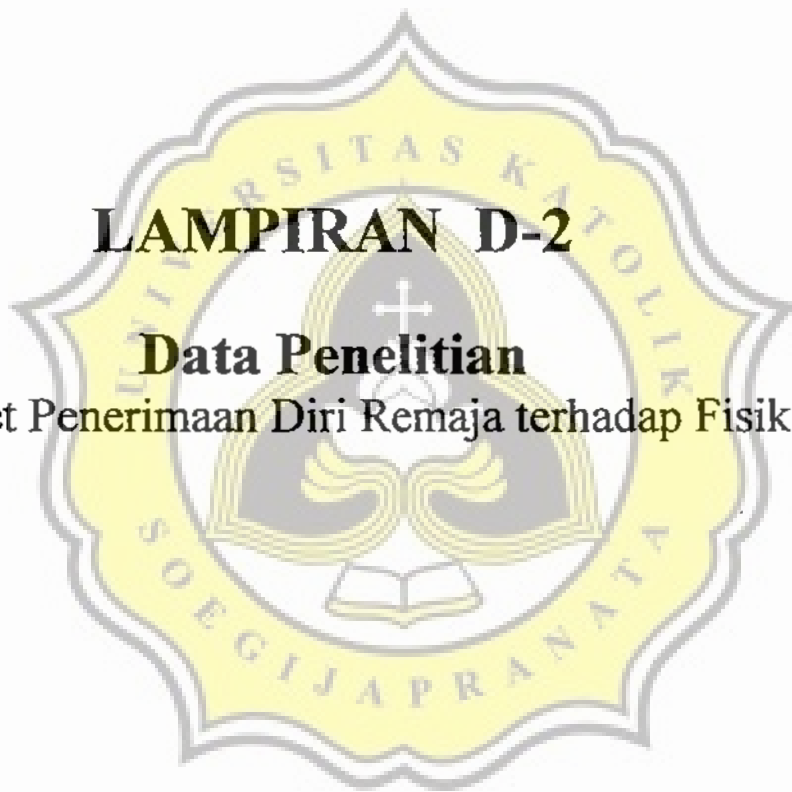 UNIVERSITAS KATOLIK
LAMPIRAN D-2
Data Penelitian
Penerimaan Diri Remaja terhadap Fisik
SOEGIJAPRANATA